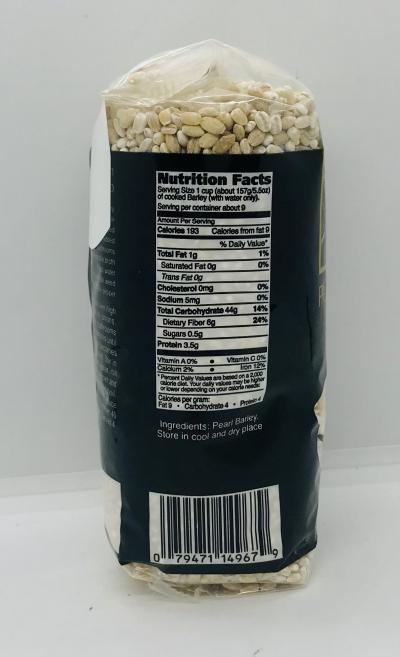 Nutrition Facts
Serving Size 1 cup (about 157g/5.5oz)
of cooked Barley (with water only).
Serving per container about 9
Amount Per Serving
Calories 193 Calories from fat 9
% Daily Value*
Total Fat 1g 1%
Saturated Fat 0g 0%
Trans Fat 0g
Cholesterol 0mg 0%
Sodium 5mg 0%
Total Carbohydrate 44g 14%
Dietary Fiber 6g 24%
Sugars 0.5g
Protein 3.5g
Vitamin A 0% • Vitamin C 0%
Calcium 2% • Iron 12%
* Percent Daily Values are based on a 2,000
calorie diet. Your daily values may be higher
or lower depending on your calorie needs:
Calories per gram:
Fat 9 • Carbohydrate 4 • Protein 4
Ingredients: Pearl Barley.
Store in cool and dry place
0 79471 14967 9